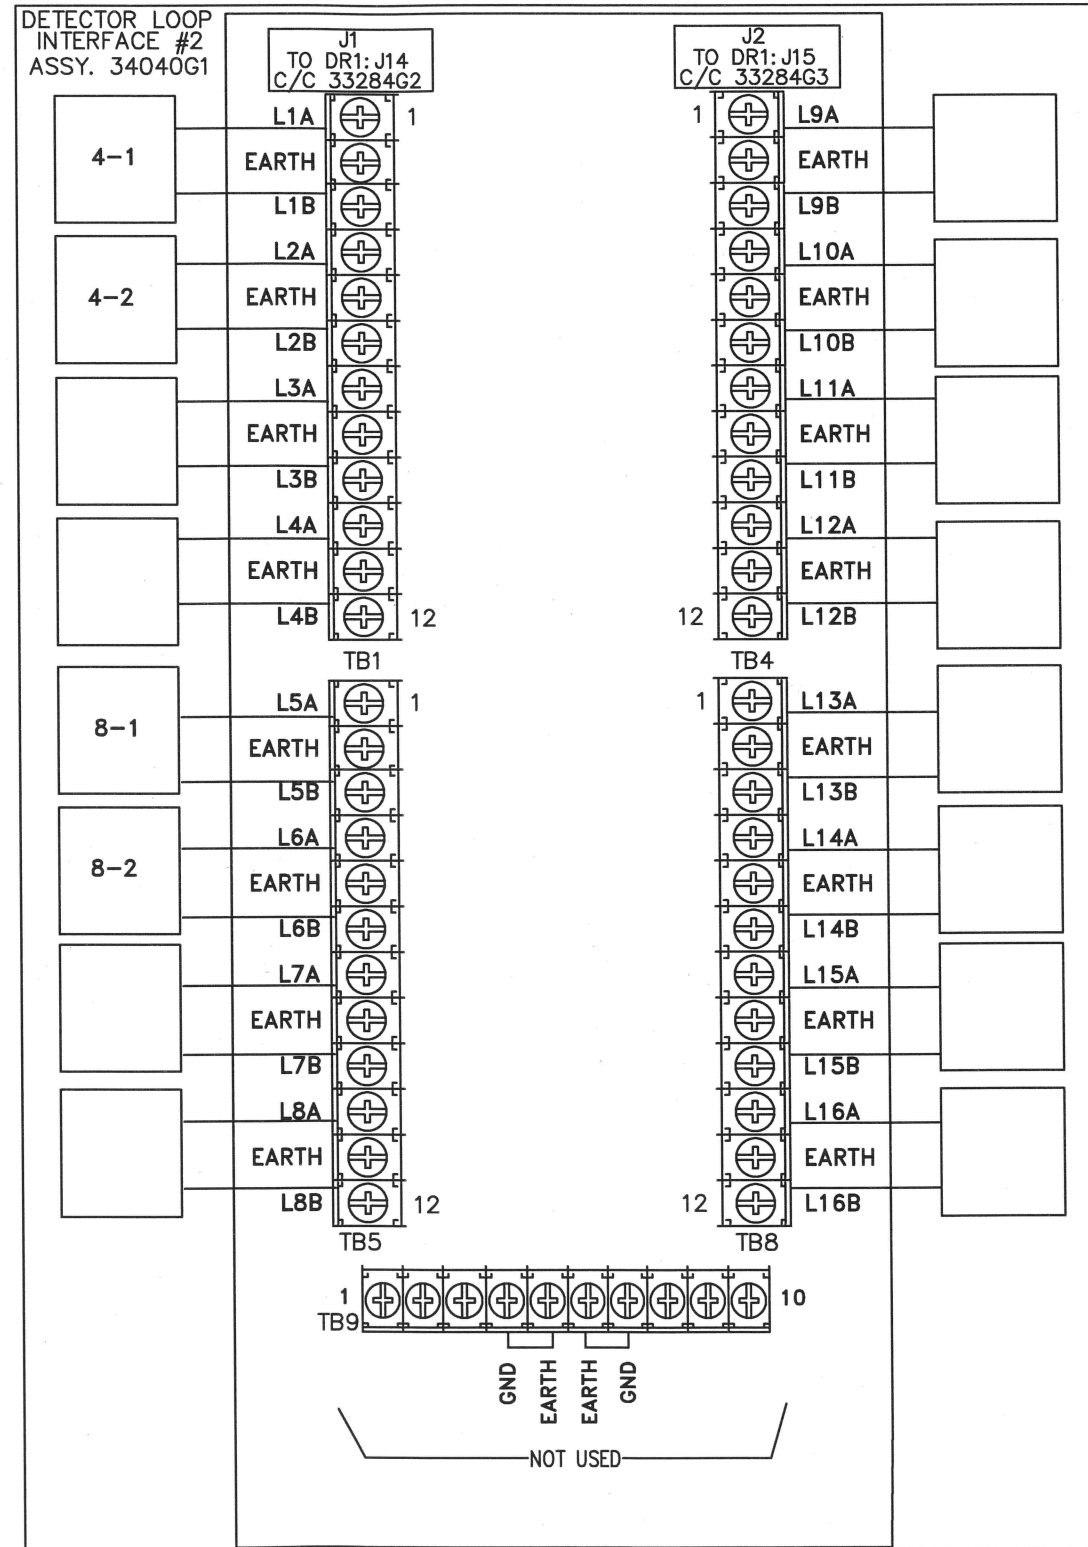 DETECTOR LOOP
INTERFACE #2
ASSY. 34040G1
J1
TO DR1:J14
C/C 33284G2
J2
TO DR1:J15
C/C 33284G3
4-1
L1A
1
EARTH
L1B
4-2
L2A
EARTH
L2B
L3A
EARTH
L3B
L4A
EARTH
L4B
12
TB1
8-1
L5A
1
EARTH
L5B
8-2
L6A
EARTH
L6B
L7A
EARTH
L7B
L8A
EARTH
L8B
12
TB5
1
L9A
EARTH
L9B
L10A
EARTH
L10B
L11A
EARTH
L11B
L12A
EARTH
12
L12B
TB4
1
L13A
EARTH
L13B
L14A
EARTH
L14B
L15A
EARTH
L15B
L16A
EARTH
12
L16B
TB8
1
TB9
10
GND
EARTH
EARTH
GND
NOT USED